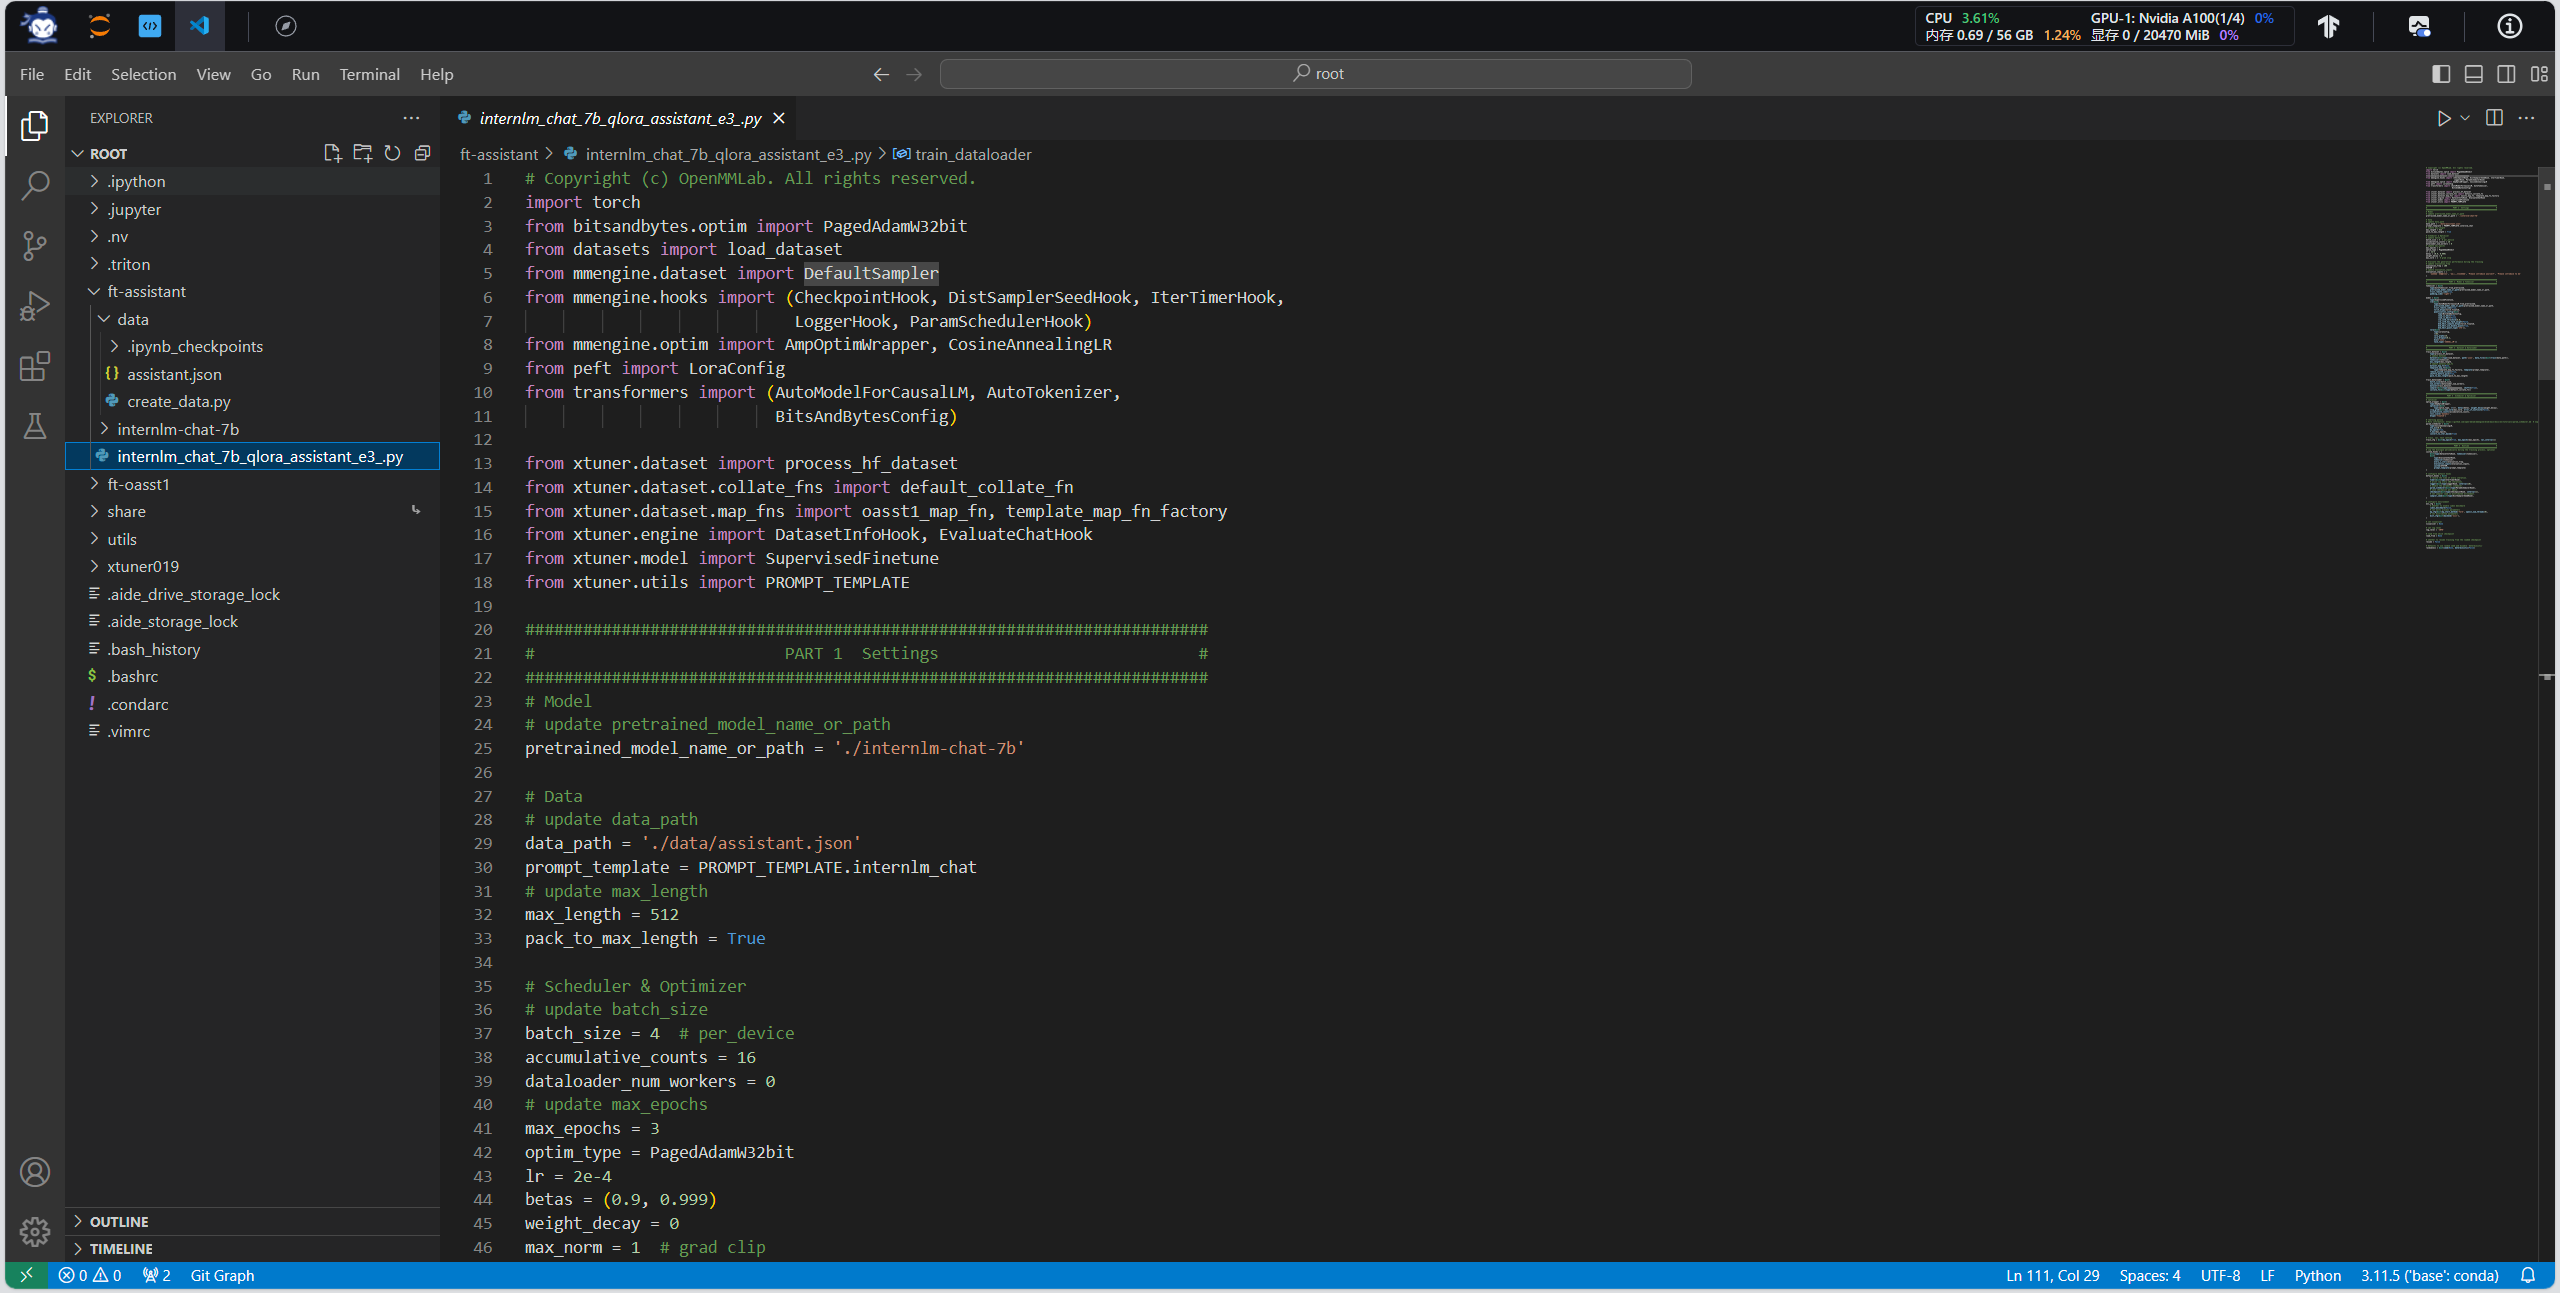 CPU 3.61% GPU-1: Nvidia A100(1/4) 0%
内存 0.69 / 56 GB 1.24% 显存 0 / 20470 MiB 0%
File Edit Selection View Go Run Terminal Help
root
EXPLORER
ROOT
.ipython
.jupyter
.nv
.triton
ft-assistant
data
.ipynb_checkpoints
assistant.json
create_data.py
internlm-chat-7b
internlm_chat_7b_qlora_assistant_e3_.py
ft-oasst1
share
utils
xtuner019
.aide_drive_storage_lock
.aide_storage_lock
.bash_history
.bashrc
.condarc
.vimrc
OUTLINE
TIMELINE
internlm_chat_7b_qlora_assistant_e3_.py
ft-assistant > internlm_chat_7b_qlora_assistant_e3_.py > train_dataloader
1 # Copyright (c) OpenMMLab. All rights reserved.
2 import torch
3 from bitsandbytes.optim import PagedAdamW32bit
4 from datasets import load_dataset
5 from mmengine.dataset import DefaultSampler
6 from mmengine.hooks import (CheckpointHook, DistSamplerSeedHook, IterTimerHook,
7 LoggerHook, ParamSchedulerHook)
8 from mmengine.optim import AmpOptimWrapper, CosineAnnealingLR
9 from peft import LoraConfig
10 from transformers import (AutoModelForCausalLM, AutoTokenizer,
11 BitsAndBytesConfig)
12
13 from xtuner.dataset import process_hf_dataset
14 from xtuner.dataset.collate_fns import default_collate_fn
15 from xtuner.dataset.map_fns import oasst1_map_fn, template_map_fn_factory
16 from xtuner.engine import DatasetInfoHook, EvaluateChatHook
17 from xtuner.model import SupervisedFinetune
18 from xtuner.utils import PROMPT_TEMPLATE
19
20 #######################################################################
21 # PART 1 Settings #
22 #######################################################################
23 # Model
24 # update pretrained_model_name_or_path
25 pretrained_model_name_or_path = './internlm-chat-7b'
26
27 # Data
28 # update data_path
29 data_path = './data/assistant.json'
30 prompt_template = PROMPT_TEMPLATE.internlm_chat
31 # update max_length
32 max_length = 512
33 pack_to_max_length = True
34
35 # Scheduler & Optimizer
36 # update batch_size
37 batch_size = 4 # per_device
38 accumulative_counts = 16
39 dataloader_num_workers = 0
40 # update max_epochs
41 max_epochs = 3
42 optim_type = PagedAdamW32bit
43 lr = 2e-4
44 betas = (0.9, 0.999)
45 weight_decay = 0
46 max_norm = 1 # grad clip
0 0 2 Git Graph Ln 111, Col 29 Spaces: 4 UTF-8 LF Python 3.11.5 ('base': conda)